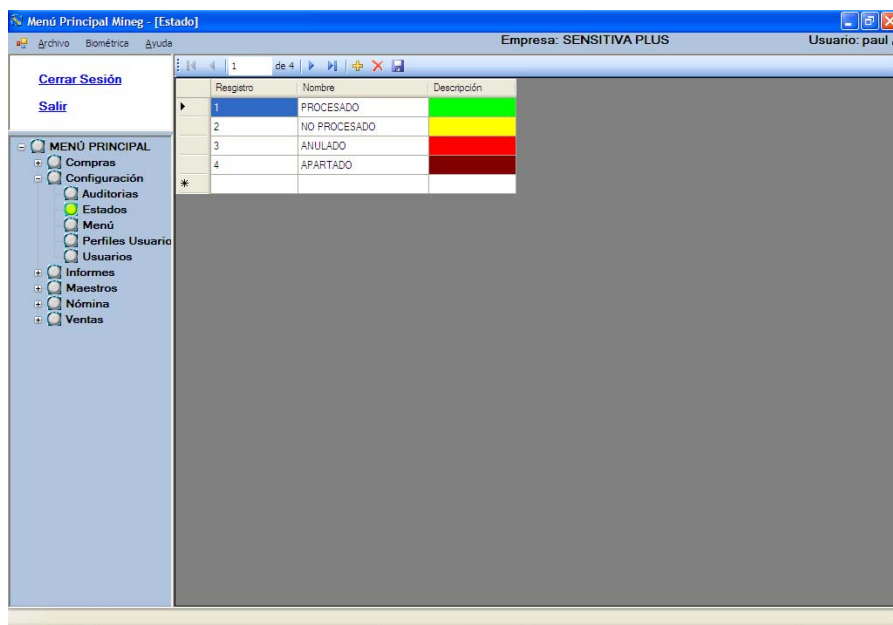 Menú Principal Mineg - [Estado]
Archivo Biométrica Ayuda
Empresa: SENSITIVA PLUS
Usuario: paul
Cerrar Sesión
Salir
1 de 4
MENÚ PRINCIPAL
Compras
Configuración
Auditorias
Estados
Menú
Perfiles Usuario
Usuarios
Informes
Maestros
Nómina
Ventas
Resgistro Nombre Descripción
1 PROCESADO
2 NO PROCESADO
3 ANULADO
4 APARTADO